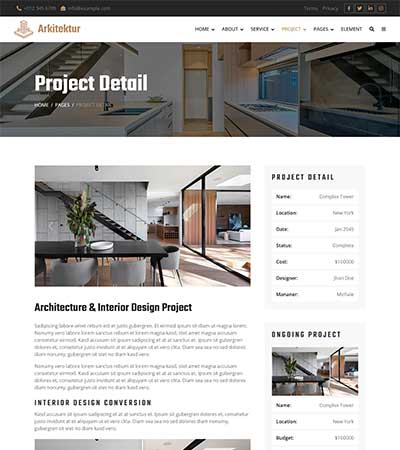 +012 345 6789
info@example.com
Terms Privacy
Arkitektur
HOME ABOUT SERVICE PROJECT PAGES ELEMENT
Project Detail
HOME / PAGES / PROJECT DETAIL
PROJECT DETAIL
Name: Complex Tower
Location: New York
Date: Jan 2045
Status: Complete
Cost: $100000
Designer: Jhon Doe
Mananer:
Architecture & Interior Design Project
Sadipscing labore amet rebum est et justo gubergren. Et eirmod ipsum sit diam ut magna lorem.
Nonumy vero labore lorem sanctus rebum et lorem magna kasd, stet amet magna accusam
consetetur eirmod. Kasd accusam sit ipsum sadipscing et at at sanctus et. Ipsum sit gubergren
dolores et, consetetur justo invidunt at et aliquyam ut et vero clita. Diam sea sea no sed dolores
diam nonumy, gubergren sit stet no diam kasd vero.
Nonumy vero labore lorem sanctus rebum et lorem magna kasd, stet amet magna accusam
consetetur eirmod. Kasd accusam sit ipsum sadipscing et at at sanctus et. Ipsum sit gubergren
dolores et, consetetur justo invidunt at et aliquyam ut et vero clita. Diam sea sea no sed dolores
diam nonumy, gubergren sit stet no diam kasd vero.
ONGOING PROJECT
INTERIOR DESIGN CONVERSION
Kasd accusam sit ipsum sadipscing et at at sanctus et. Ipsum sit gubergren dolores et, consetetur
justo invidunt at et aliquyam ut et vero clita. Diam sea sea no sed dolores diam nonumy,
gubergren sit stet no diam kasd vero.
Name: Complex Tower
Location: New York
Budget: $100000